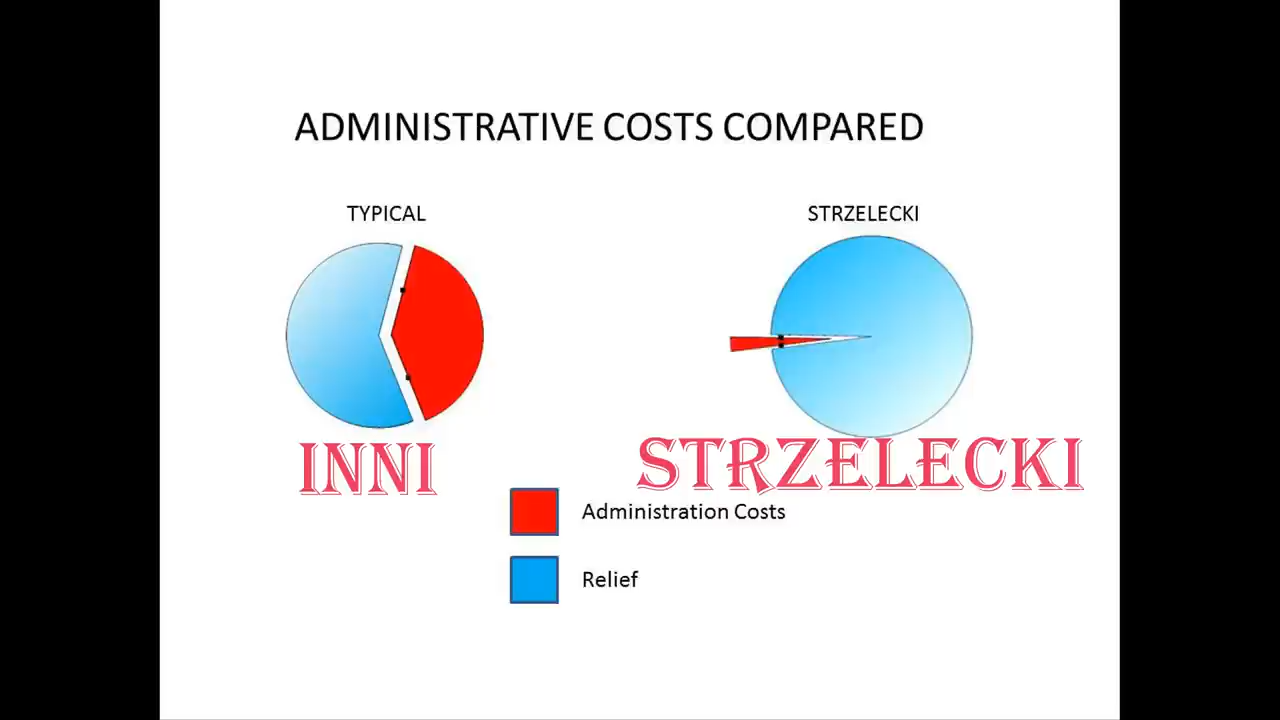 ADMINISTRATIVE COSTS COMPARED
TYPICAL
STRZELECKI
INNI
STRZELECKI
Administration Costs
Relief